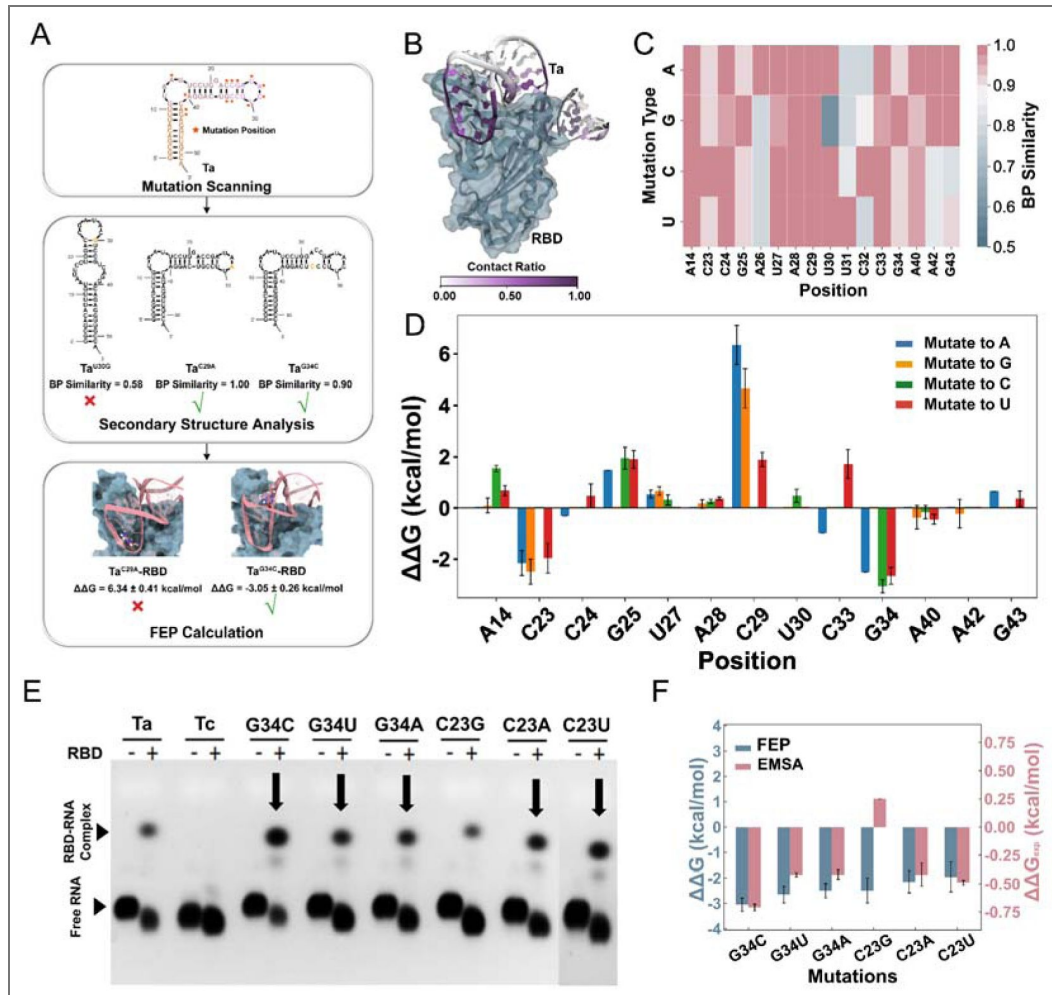 A
★ Mutation Position
Ta
Mutation Scanning
Ta^U30G
Ta^C29A
Ta^G34C
BP Similarity = 0.58
BP Similarity = 1.00
BP Similarity = 0.90
Secondary Structure Analysis
Ta^C29A-RBD
Ta^G34C-RBD
ΔΔG = 6.34 ± 0.41 kcal/mol
ΔΔG = -3.05 ± 0.26 kcal/mol
FEP Calculation
B
Ta
RBD
Contact Ratio
0.00 0.50 1.00
C
Mutation Type
A
G
C
U
A14 C23 C24 G25 A26 U27 A28 C29 U30 U31 C32 C33 G34 A40 A42 G43
Position
1.0
0.9
0.8
0.7
0.6
0.5
BP Similarity
D
ΔΔG (kcal/mol)
6
4
2
0
-2
Mutate to A
Mutate to G
Mutate to C
Mutate to U
A14 C23 C24 G25 U27 A28 C29 U30 C33 G34 A40 A42 G43
Position
E
Ta Tc G34C G34U G34A C23G C23A C23U
RBD - + - + - + - + - + - + - + - +
RBD-RNA
Complex
Free RNA
F
FEP
EMSA
ΔΔG (kcal/mol)
4
3
2
1
0
-1
-2
-3
-4
0.75
0.50
0.25
0.00
-0.25
-0.50
-0.75
ΔΔG_exp (kcal/mol)
G34C G34U G34A C23G C23A C23U
Mutations